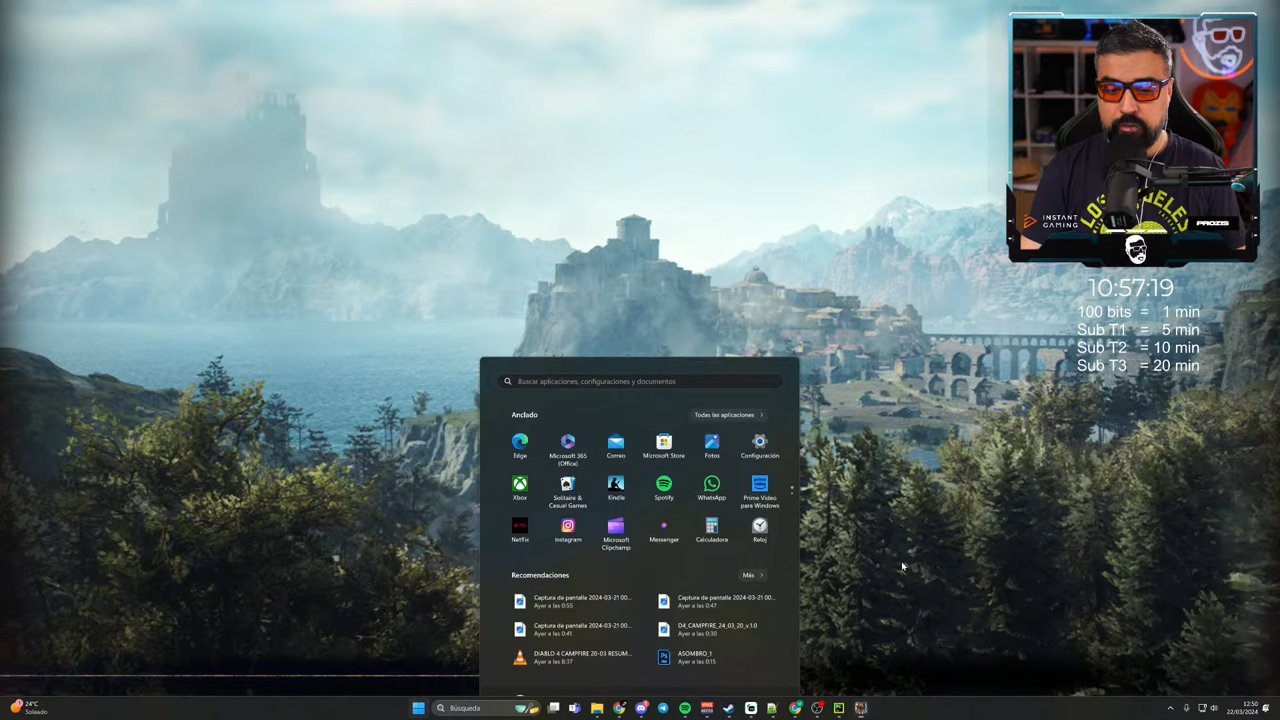 INSTANT
GAMING
PROZIS
10:57:19
100 bits = 1 min
Sub T1 = 5 min
Sub T2 = 10 min
Sub T3 = 20 min
Buscar aplicaciones, configuraciones y documentos
Anclado
Todas las aplicaciones
Edge
Microsoft 365
(Office)
Correo
Microsoft Store
Fotos
Configuración
Xbox
Solitaire &
Casual Games
Kindle
Spotify
WhatsApp
Prime Video
para Windows
Netflix
Instagram
Microsoft
Clipchamp
Messenger
Calculadora
Reloj
Recomendaciones
Más
Captura de pantalla 2024-03-21 00...
Ayer a las 0:55
Captura de pantalla 2024-03-21 00...
Ayer a las 0:47
Captura de pantalla 2024-03-21 00...
Ayer a las 0:41
D4_CAMPFIRE_24_03_20_v.1.0
Ayer a las 0:30
DIABLO 4 CAMPFIRE 20-03 RESUM...
Ayer a las 8:37
ASOMBRO_1
Ayer a las 0:15
24°C
Soleado
Búsqueda
12:50
22/03/2024